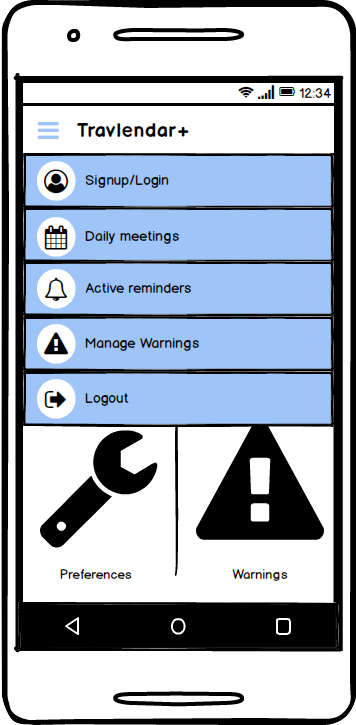 12:34
Travlendar+
Signup/Login
Daily meetings
Active reminders
Manage Warnings
Logout
Preferences
Warnings